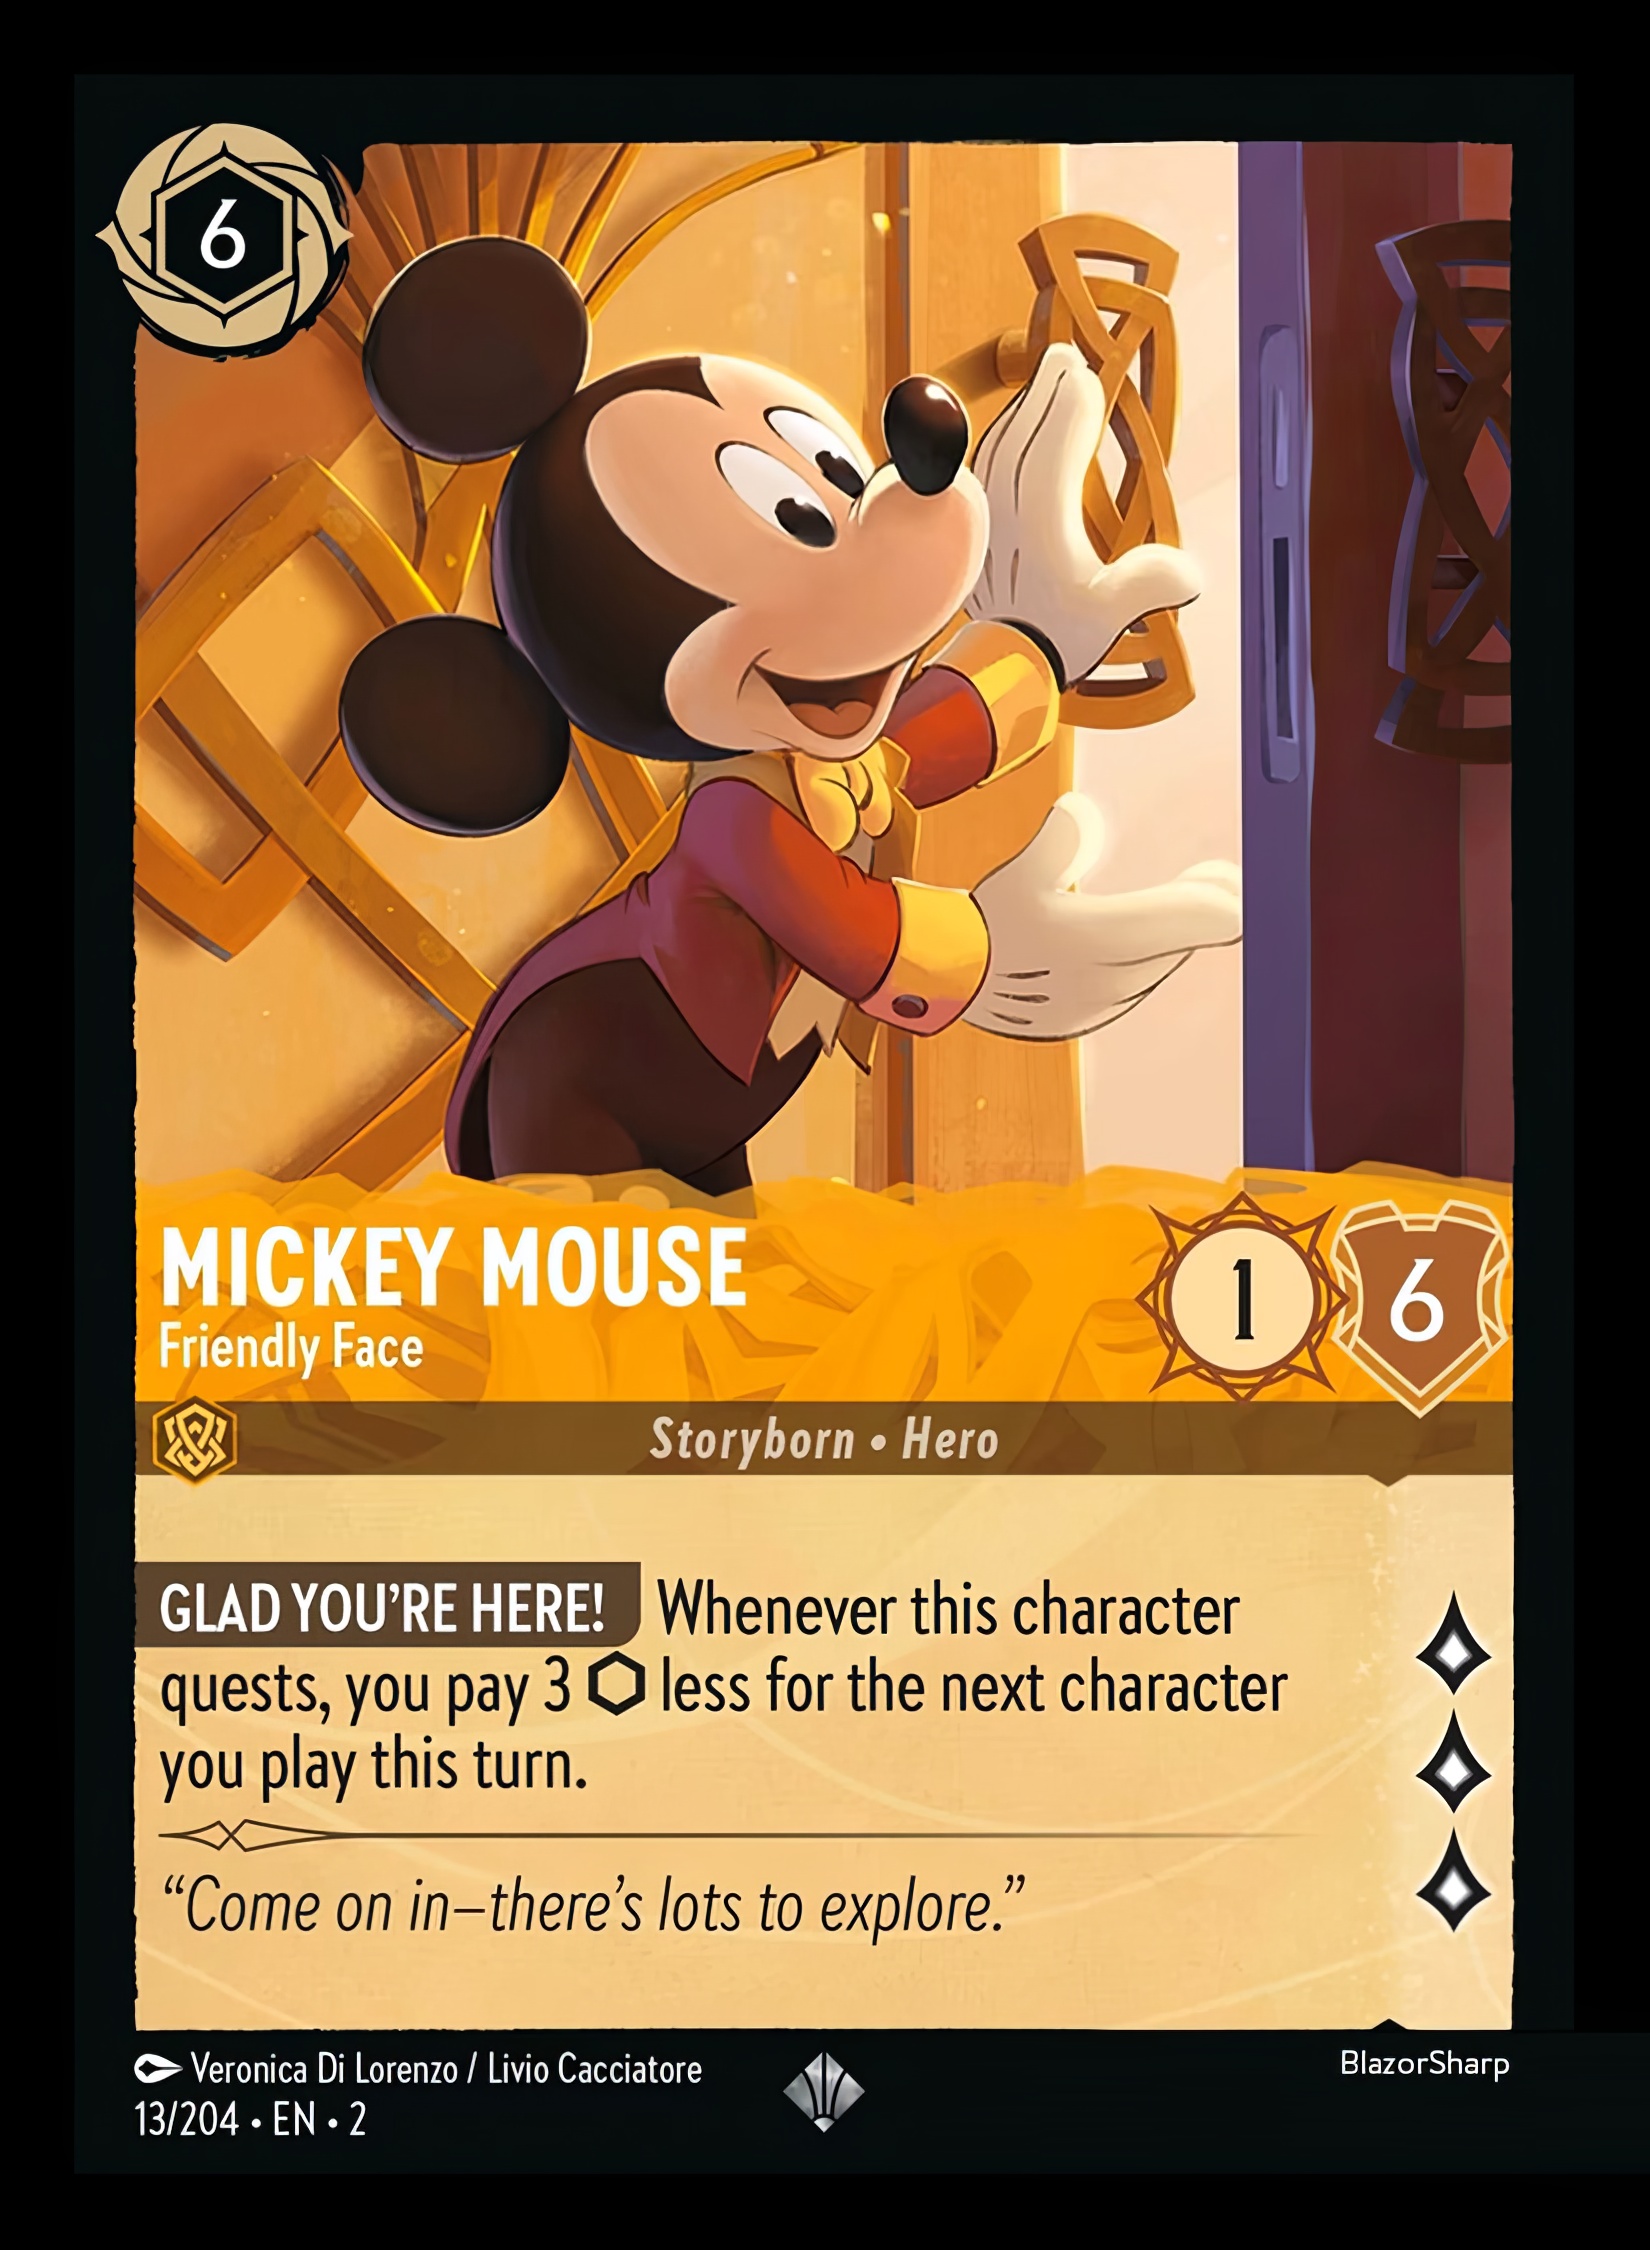 6
MICKEY MOUSE
Friendly Face
1 6
Storyborn • Hero
GLAD YOU’RE HERE! Whenever this character
quests, you pay 3 ⬡ less for the next character
you play this turn.
“Come on in–there’s lots to explore.”
Veronica Di Lorenzo / Livio Cacciatore
BlazorSharp
13/204 • EN • 2